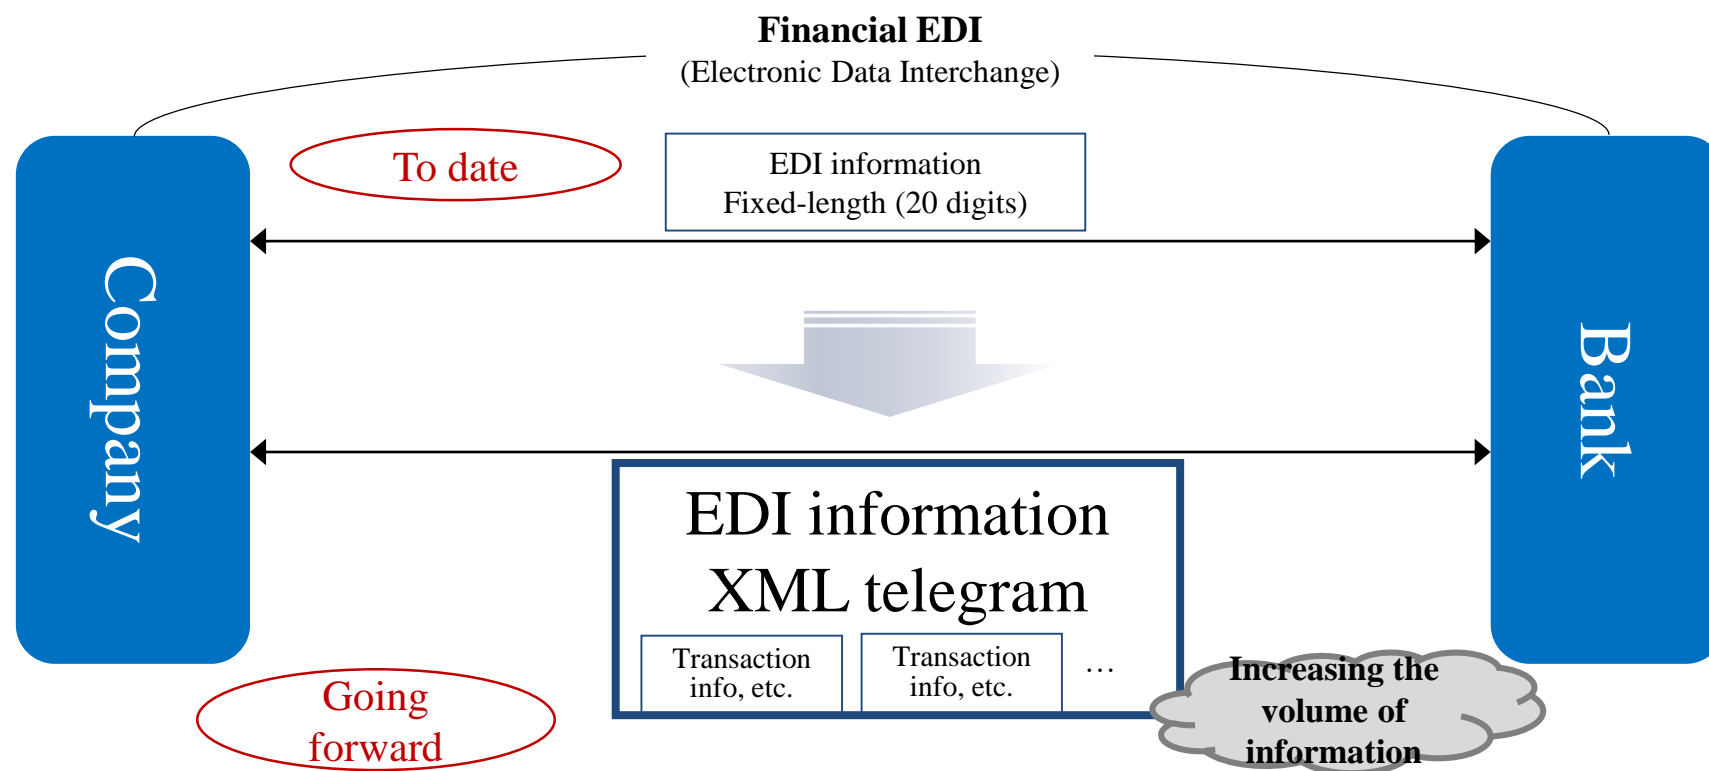 Financial EDI
(Electronic Data Interchange)
To date
EDI information
Fixed-length (20 digits)
Company
Bank
EDI information
XML telegram
Transaction
info, etc.
Transaction
info, etc.
…
Going
forward
Increasing the
volume of
information